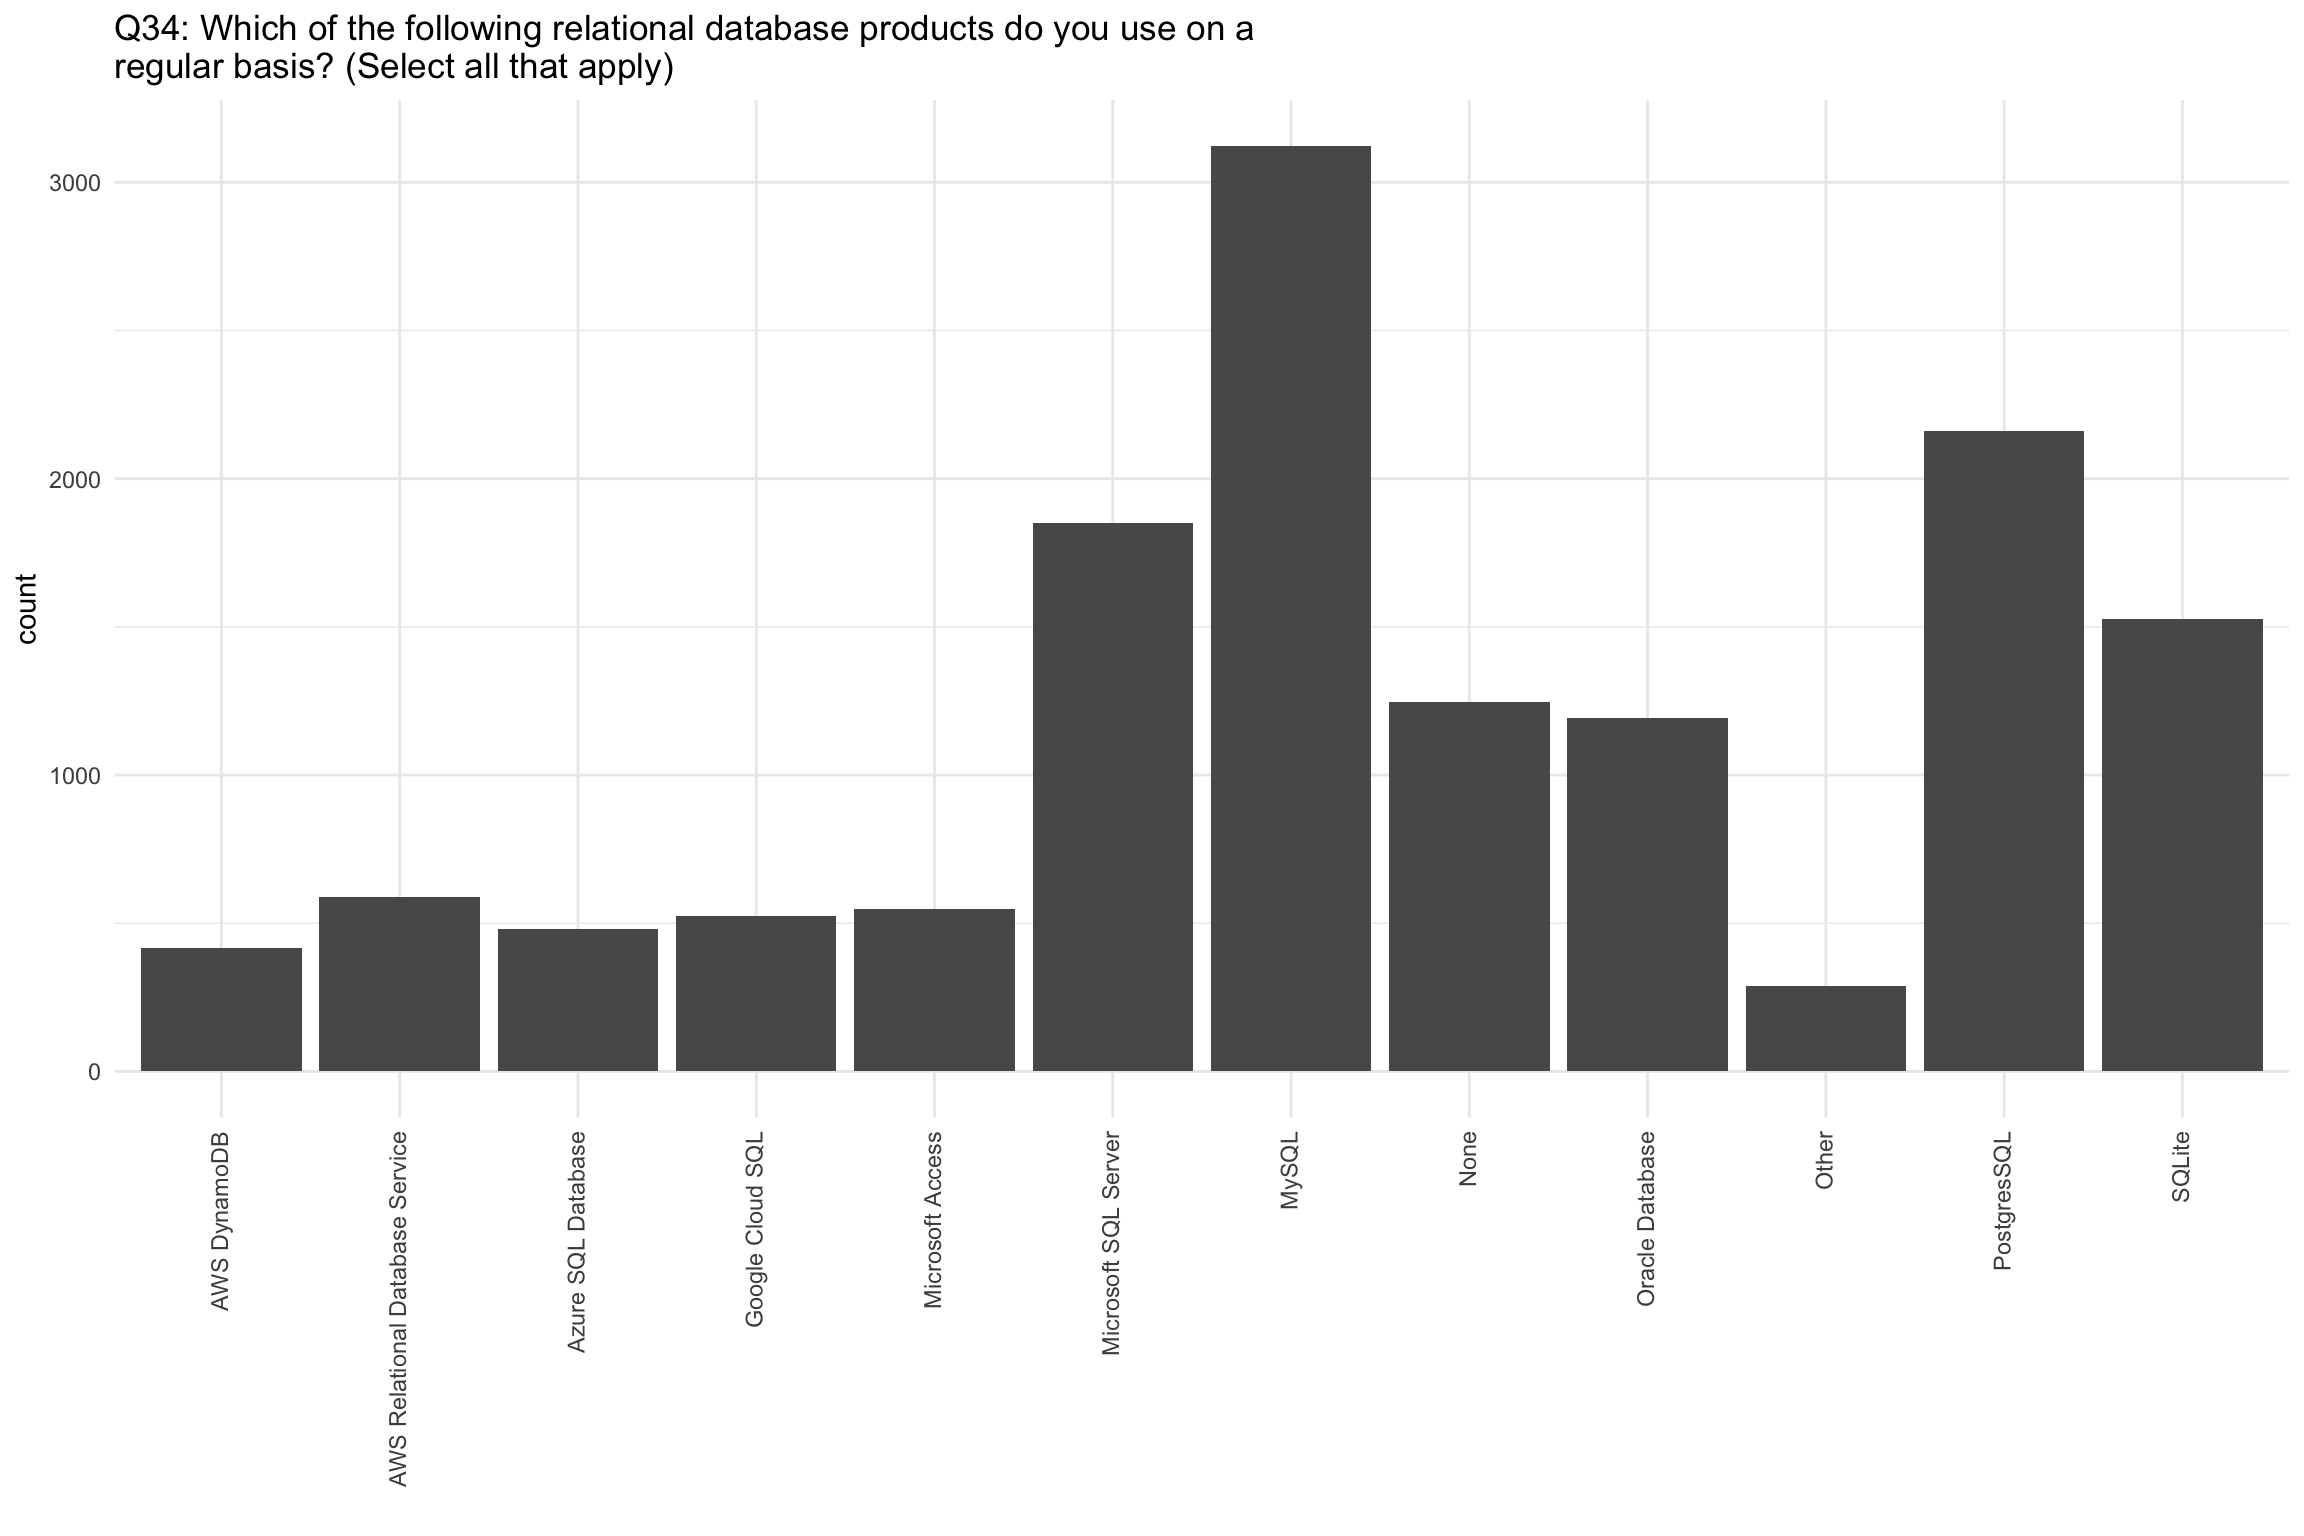 Q34: Which of the following relational database products do you use on a
regular basis? (Select all that apply)
count
3000
2000
1000
0
AWS DynamoDB
AWS Relational Database Service
Azure SQL Database
Google Cloud SQL
Microsoft Access
Microsoft SQL Server
MySQL
None
Oracle Database
Other
PostgresSQL
SQLite